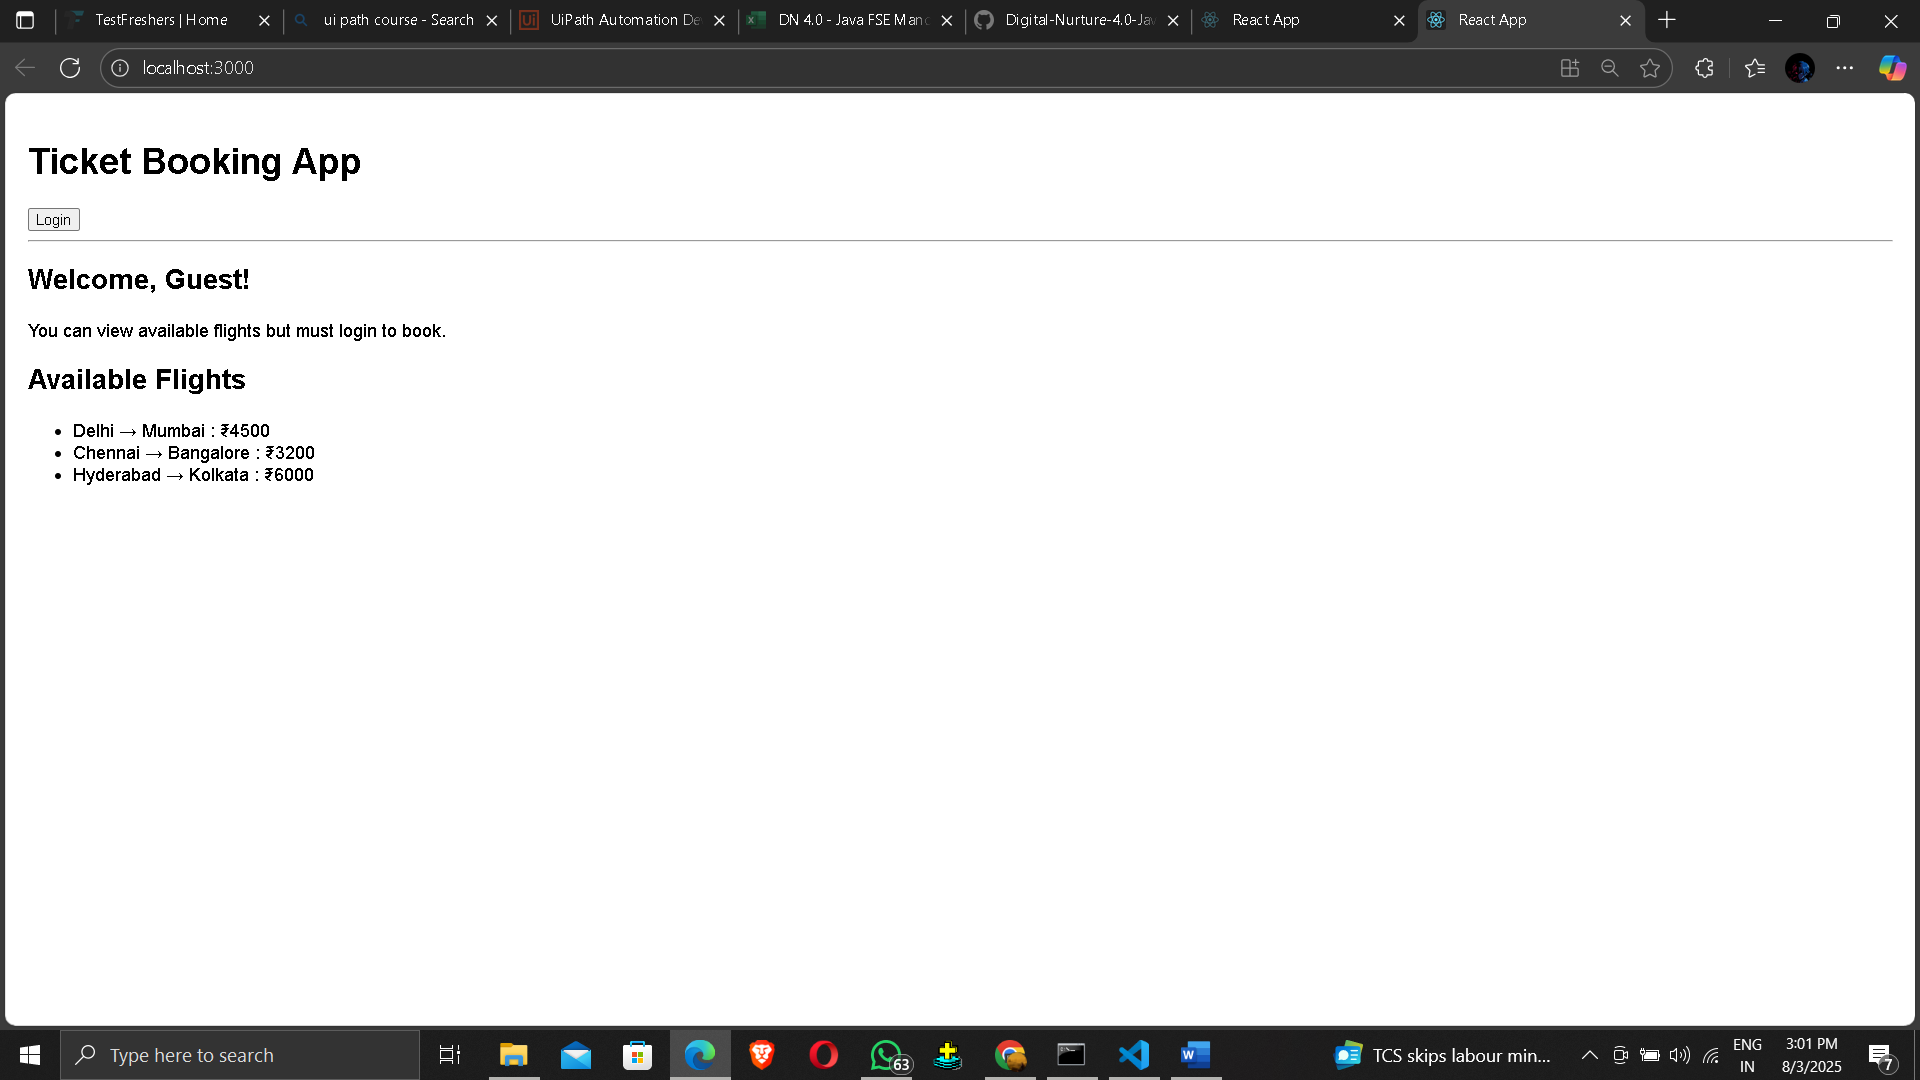 TestFreshers | Home
ui path course - Search
UiPath Automation De
DN 4.0 - Java FSE Mand
Digital-Nurture-4.0-Jav
React App
React App
localhost:3000
Ticket Booking App
Login
Welcome, Guest!
You can view available flights but must login to book.
Available Flights
• Delhi → Mumbai : ₹4500
• Chennai → Bangalore : ₹3200
• Hyderabad → Kolkata : ₹6000
Type here to search
63
TCS skips labour min...
ENG
IN
3:01 PM
8/3/2025
7